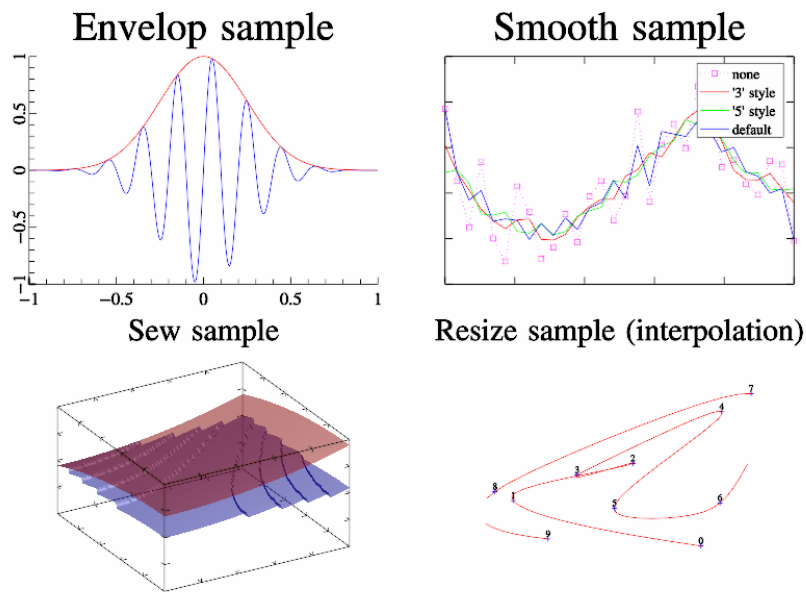 Envelop sample
Smooth sample
1
0.5
0
−0.5
−1
−1
−0.5
0
0.5
1
none
'3' style
'5' style
default
Sew sample
Resize sample (interpolation)
7
4
2
3
8
1
5
6
9
0